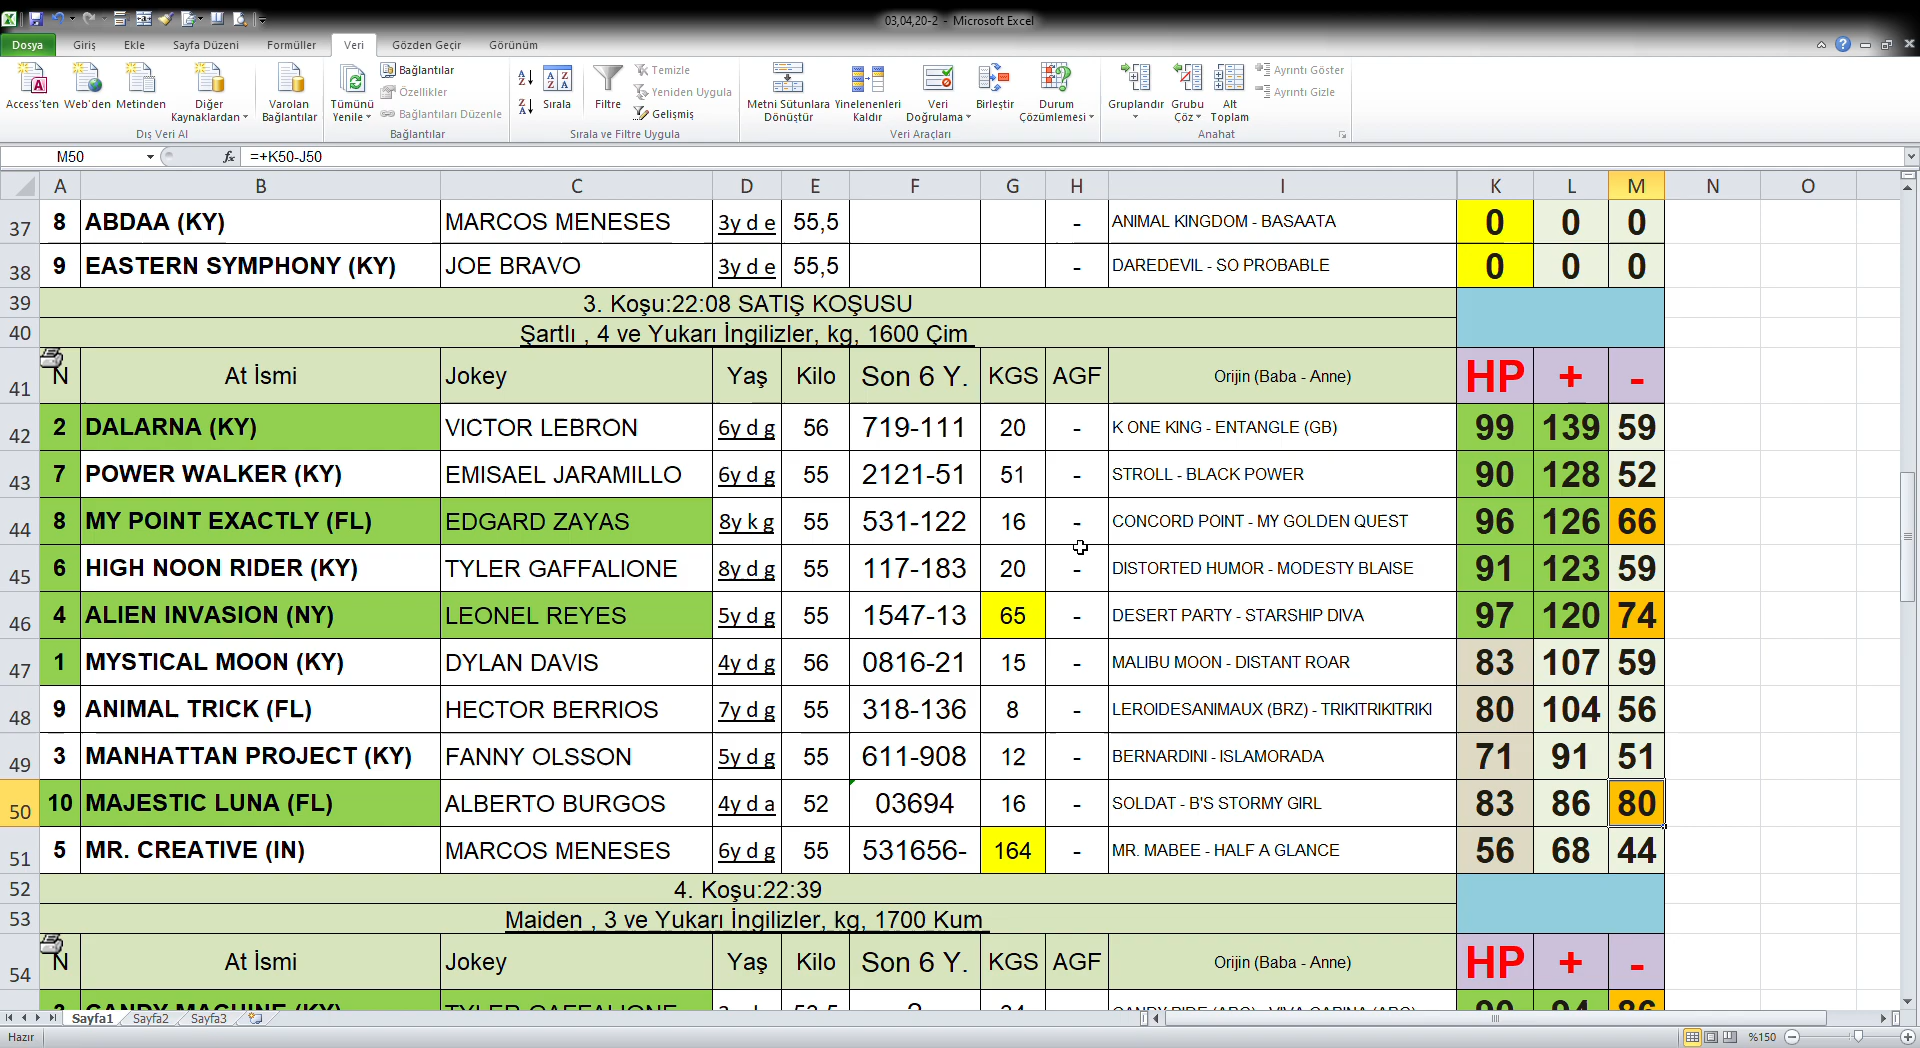 03,04,20-2 - Microsoft Excel
Dosya Giriş Ekle Sayfa Düzeni Formüller Veri Gözden Geçir Görünüm
Access'ten Web'den Metinden Diğer Kaynaklardan Varolan Bağlantılar Tümünü Yenile Bağlantılar Özellikler Bağlantıları Düzenle Sırala Filtre Temizle Yeniden Uygula Gelişmiş Metni Sütunlara Dönüştür Yinelenenleri Kaldır Veri Doğrulama Birleştir Durum Çözümlemesi Gruplandır Grubu Çöz Alt Toplam Ayrıntı Göster Ayrıntı Gizle
Dış Veri Al Bağlantılar Sırala ve Filtre Uygula Veri Araçları Anahat
M50 fx =+K50-J50
A B C D E F G H I K L M N O
37 8 ABDAA (KY) MARCOS MENESES 3y d e 55,5 - ANIMAL KINGDOM - BASAATA 0 0 0
38 9 EASTERN SYMPHONY (KY) JOE BRAVO 3y d e 55,5 - DAREDEVIL - SO PROBABLE 0 0 0
39 3. Koşu:22:08 SATIŞ KOŞUSU
40 Şartlı , 4 ve Yukarı İngilizler, kg, 1600 Çim
41 N At İsmi Jokey Yaş Kilo Son 6 Y. KGS AGF Orijin (Baba - Anne) HP + -
42 2 DALARNA (KY) VICTOR LEBRON 6y d g 56 719-111 20 - K ONE KING - ENTANGLE (GB) 99 139 59
43 7 POWER WALKER (KY) EMISAEL JARAMILLO 6y d g 55 2121-51 51 - STROLL - BLACK POWER 90 128 52
44 8 MY POINT EXACTLY (FL) EDGARD ZAYAS 8y k g 55 531-122 16 - CONCORD POINT - MY GOLDEN QUEST 96 126 66
45 6 HIGH NOON RIDER (KY) TYLER GAFFALIONE 8y d g 55 117-183 20 - DISTORTED HUMOR - MODESTY BLAISE 91 123 59
46 4 ALIEN INVASION (NY) LEONEL REYES 5y d g 55 1547-13 65 - DESERT PARTY - STARSHIP DIVA 97 120 74
47 1 MYSTICAL MOON (KY) DYLAN DAVIS 4y d g 56 0816-21 15 - MALIBU MOON - DISTANT ROAR 83 107 59
48 9 ANIMAL TRICK (FL) HECTOR BERRIOS 7y d g 55 318-136 8 - LEROIDESANIMAUX (BRZ) - TRIKITRIKITRIKI 80 104 56
49 3 MANHATTAN PROJECT (KY) FANNY OLSSON 5y d g 55 611-908 12 - BERNARDINI - ISLAMORADA 71 91 51
50 10 MAJESTIC LUNA (FL) ALBERTO BURGOS 4y d a 52 03694 16 - SOLDAT - B'S STORMY GIRL 83 86 80
51 5 MR. CREATIVE (IN) MARCOS MENESES 6y d g 55 531656- 164 - MR. MABEE - HALF A GLANCE 56 68 44
52 4. Koşu:22:39
53 Maiden , 3 ve Yukarı İngilizler, kg, 1700 Kum
54 N At İsmi Jokey Yaş Kilo Son 6 Y. KGS AGF Orijin (Baba - Anne) HP + -
CANDY MACHINE (KY) TYLER GAFFALIONE
Sayfa1 Sayfa2 Sayfa3
Hazır %150